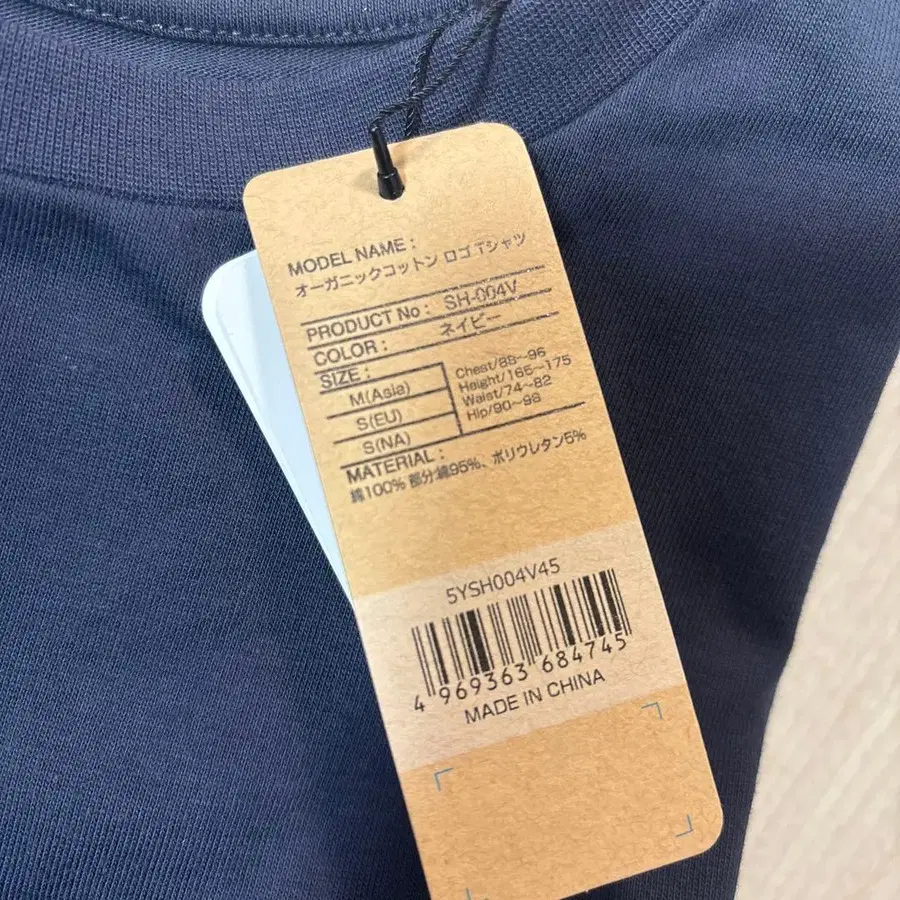 MODEL NAME :
オーガニックコットン ロゴ Tシャツ
PRODUCT No : SH-004V
COLOR : ネイビー
SIZE :
M(Asia)
S(EU)
S(NA)
Chest/88~96
Height/165~175
Waist/74~82
Hip/90~98
MATERIAL :
綿100% 部分:綿95%、ポリウレタン5%
5YSH004V45
4 969363 684745
MADE IN CHINA